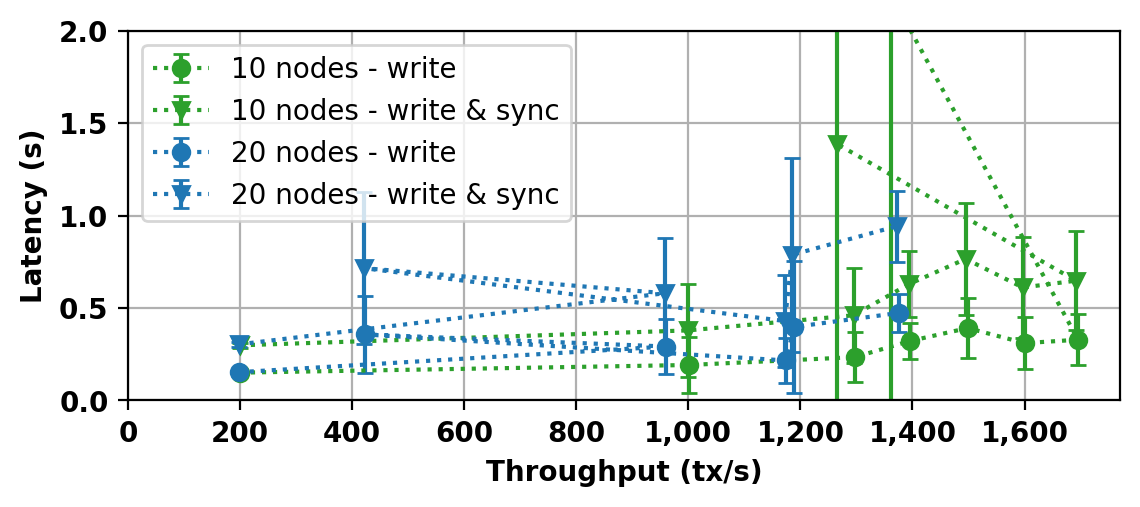 2.0
1.5
1.0
0.5
0.0
Latency (s)
10 nodes - write
10 nodes - write & sync
20 nodes - write
20 nodes - write & sync
0 200 400 600 800 1,000 1,200 1,400 1,600
Throughput (tx/s)